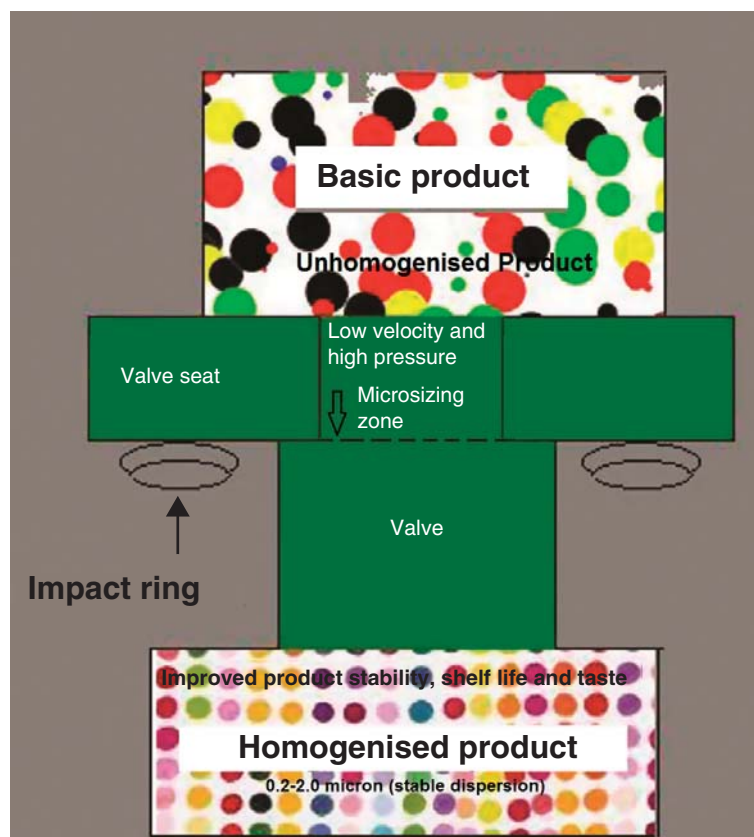 Basic product
Unhomogenised Product
Low velocity and
high pressure
Valve seat
Microsizing
zone
Valve
Impact ring
Improved product stability, shelf life and taste
Homogenised product
0.2-2.0 micron (stable dispersion)